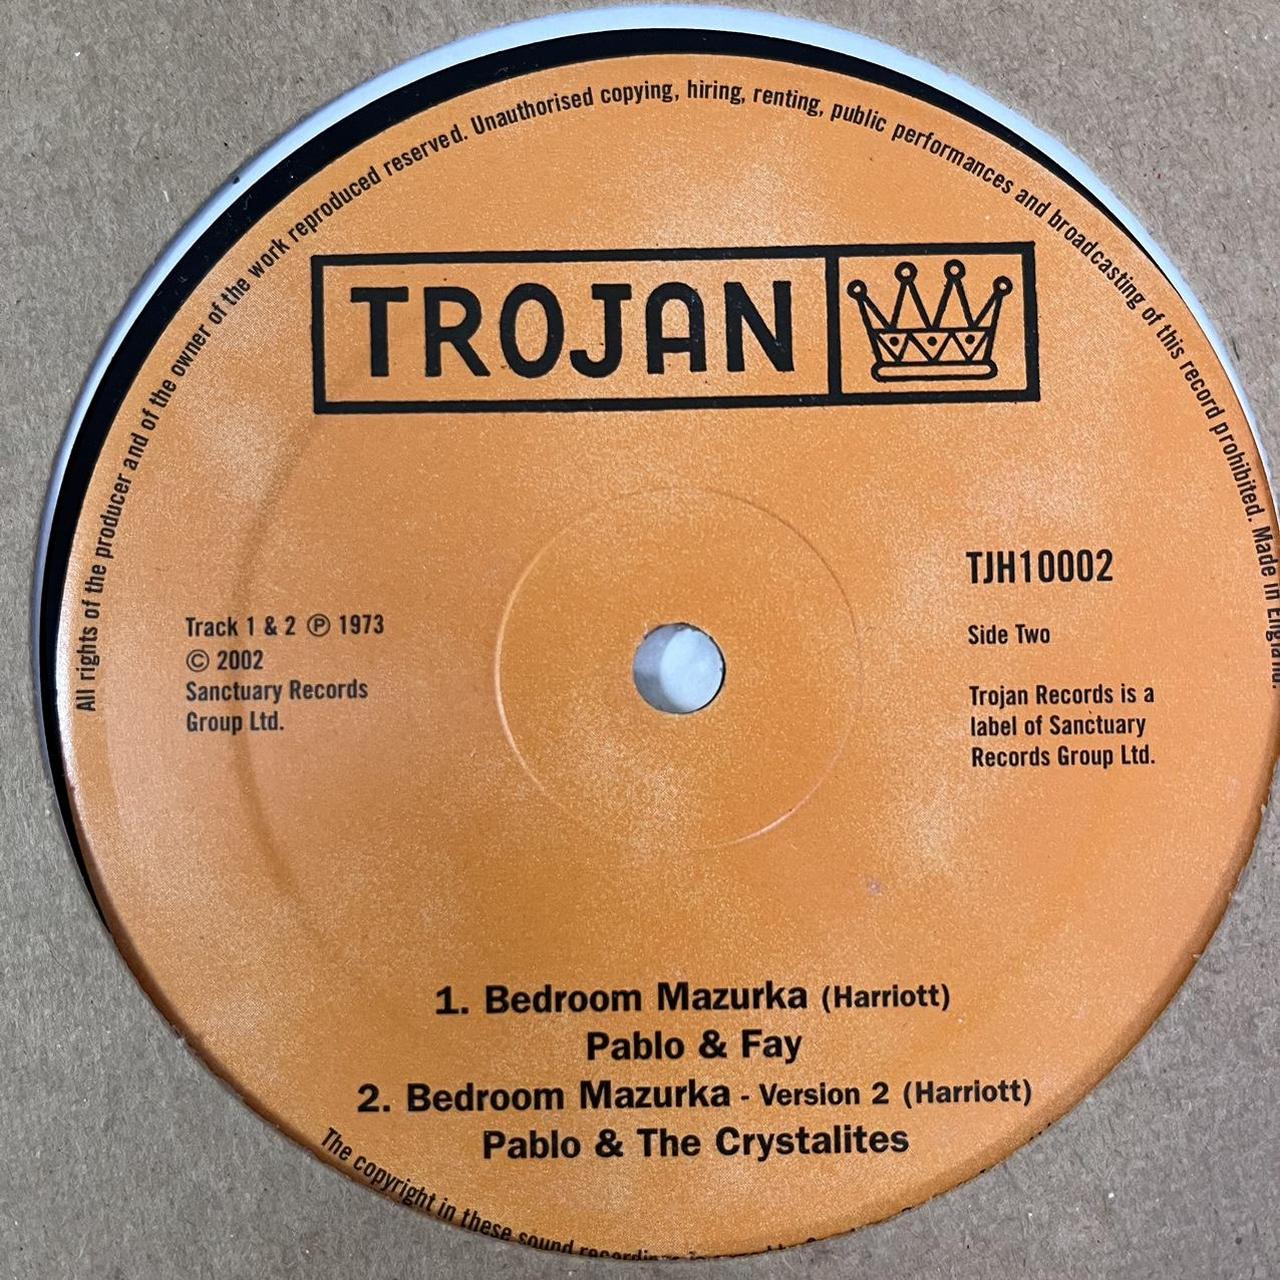 All rights of the producer and of the owner of the work reproduced reserved. Unauthorised copying, hiring, renting, public performances and broadcasting of this record prohibited. Made in England.
TROJAN
TJH10002
Track 1 & 2 ℗ 1973
© 2002
Sanctuary Records
Group Ltd.
Side Two
Trojan Records is a
label of Sanctuary
Records Group Ltd.
1. Bedroom Mazurka (Harriott)
Pablo & Fay
2. Bedroom Mazurka - Version 2 (Harriott)
Pablo & The Crystalites
The copyright in these sound recordings is